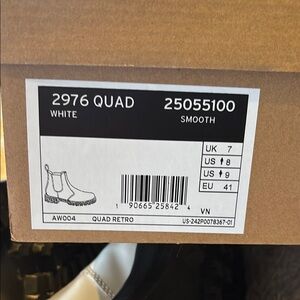 2976 QUAD 25055100
WHITE SMOOTH
UK 7
US 8
US 9
EU 41
1 90665 25842 4
VN
AW004 QUAD RETRO US-242P0078367-01